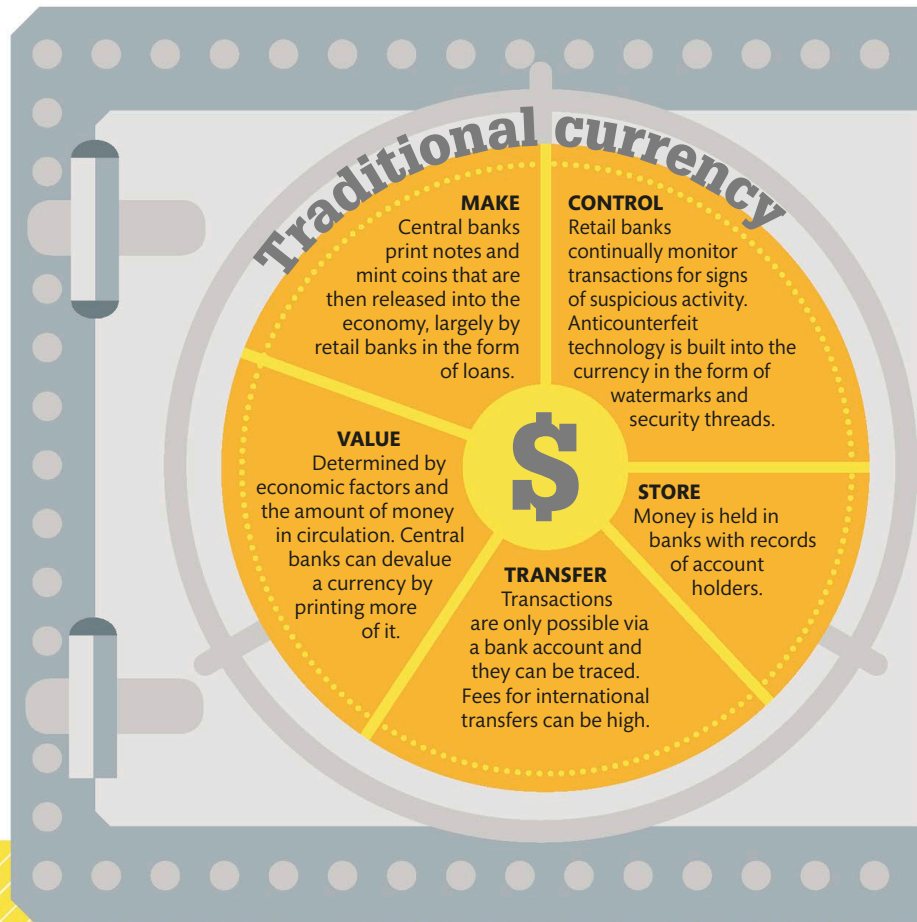 Traditional currency
MAKE
Central banks
print notes and
mint coins that are
then released into the
economy, largely by
retail banks in the form
of loans.
CONTROL
Retail banks
continually monitor
transactions for signs
of suspicious activity.
Anticounterfeit
technology is built into the
currency in the form of
watermarks and
security threads.
VALUE
Determined by
economic factors and
the amount of money
in circulation. Central
banks can devalue
a currency by
printing more
of it.
$
STORE
Money is held in
banks with records
of account
holders.
TRANSFER
Transactions
are only possible via
a bank account and
they can be traced.
Fees for international
transfers can be high.